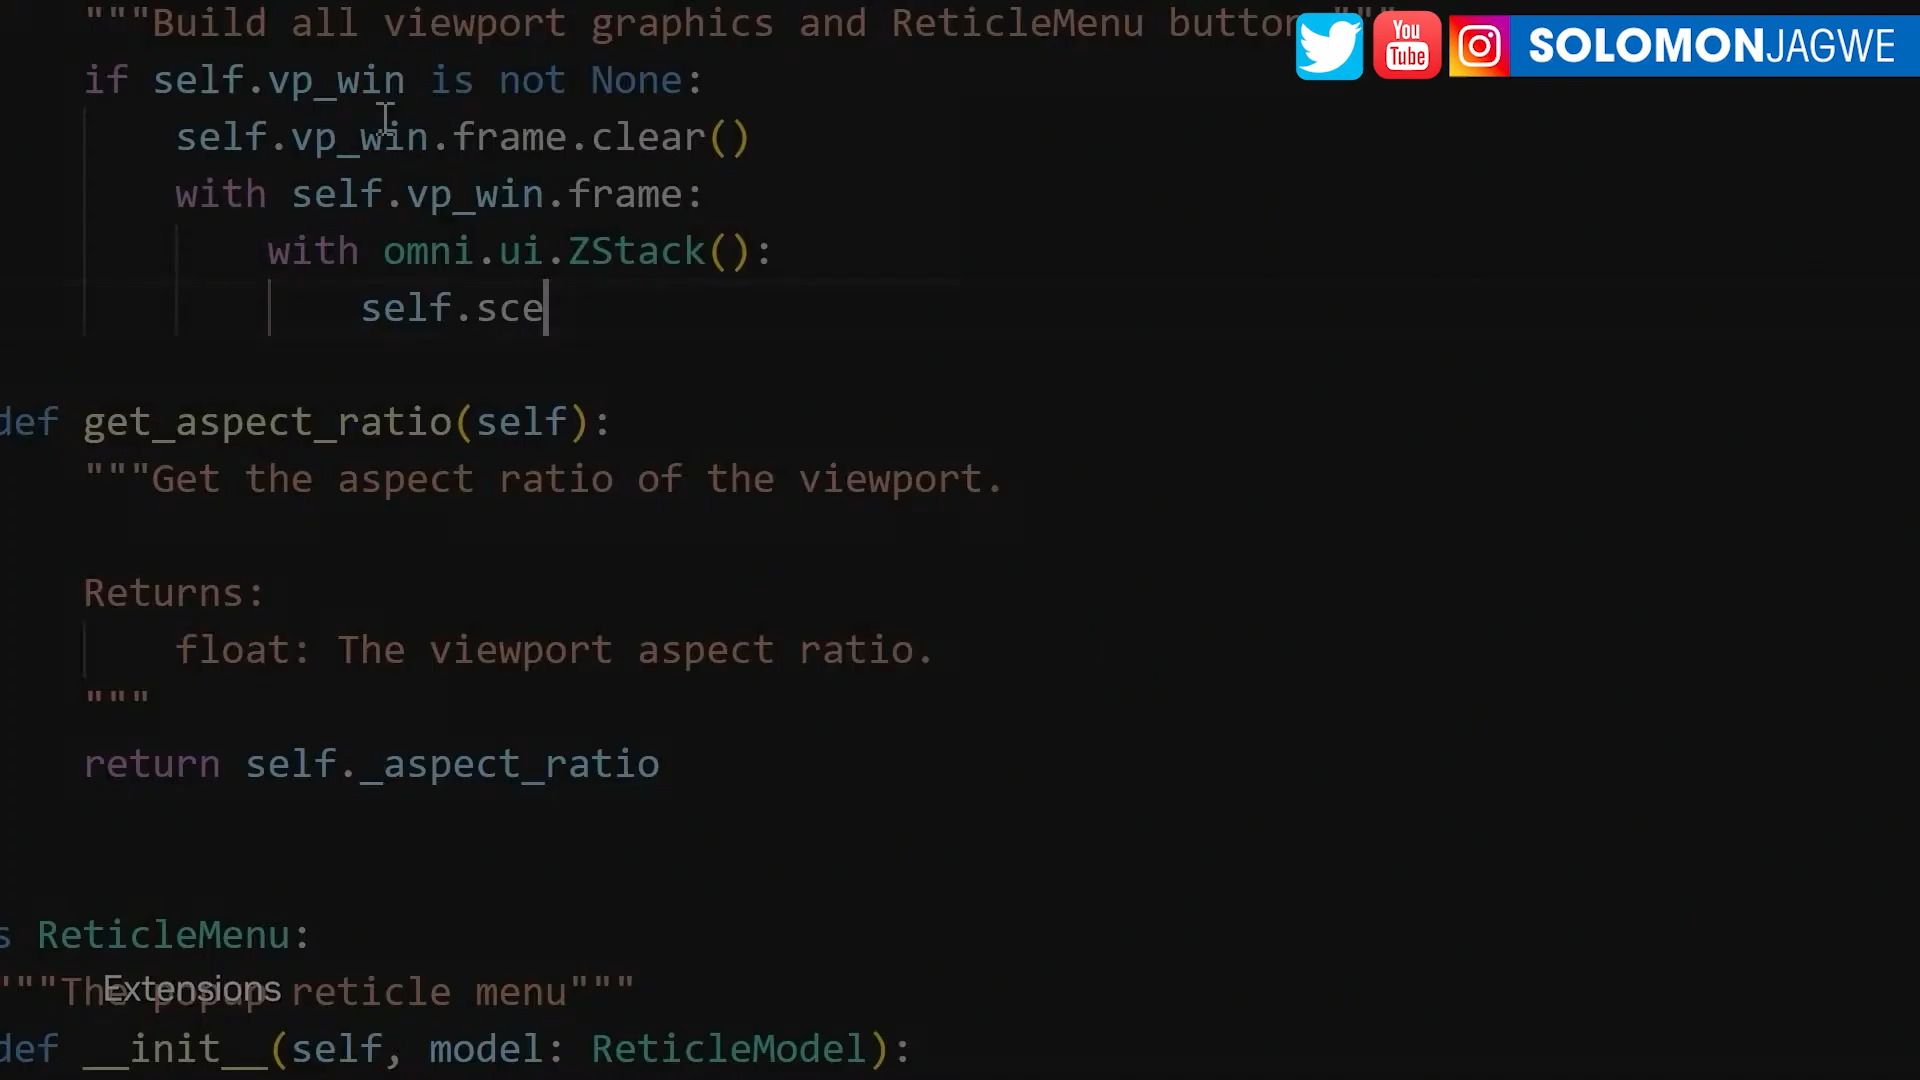 """Build all viewport graphics and ReticleMenu button."""
if self.vp_win is not None:
self.vp_win.frame.clear()
with self.vp_win.frame:
with omni.ui.ZStack():
self.sce
def get_aspect_ratio(self):
"""Get the aspect ratio of the viewport.
Returns:
float: The viewport aspect ratio.
"""
return self._aspect_ratio
s ReticleMenu:
"""The popup reticle menu"""
Extensions
def __init__(self, model: ReticleModel):
You
Tube
SOLOMONJAGWE